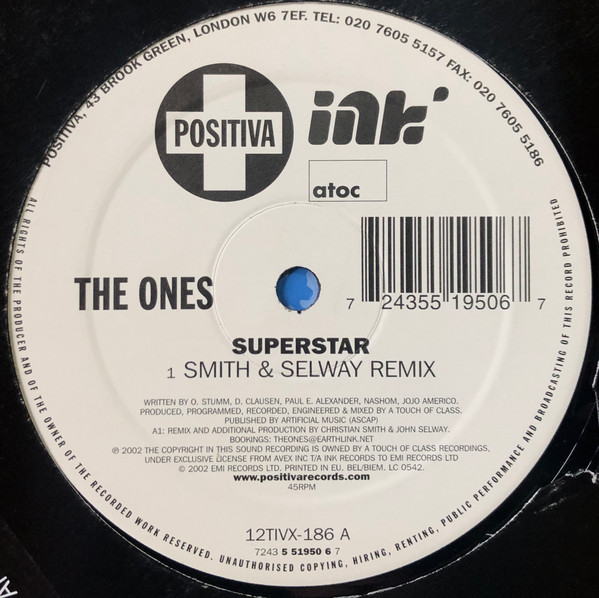 POSITIVA, 43 BROOK GREEN, LONDON W6 7EF. TEL: 020 7605 5157 FAX: 020 7605 5186
POSITIVA
ink'
atoc
THE ONES
7 24355 19506 7
SUPERSTAR
1 SMITH & SELWAY REMIX
WRITTEN BY O. STUMM, D. CLAUSEN, PAUL E. ALEXANDER, NASHOM, JOJO AMERICO.
PRODUCED, PROGRAMMED, RECORDED, ENGINEERED & MIXED BY A TOUCH OF CLASS.
PUBLISHED BY ARTIFICIAL MUSIC (ASCAP)
A1: REMIX AND ADDITIONAL PRODUCTION BY CHRISTIAN SMITH & JOHN SELWAY.
BOOKINGS: THEONES@EARTHLINK.NET
℗ 2002 THE COPYRIGHT IN THIS SOUND RECORDING IS OWNED BY A TOUCH OF CLASS RECORDINGS,
UNDER EXCLUSIVE LICENSE FROM AVEX INC T/A INK RECORDS TO EMI RECORDS LTD
© 2002 EMI RECORDS LTD. PRINTED IN EU. BEL/BIEM. LC 0542.
www.positivarecords.com
45RPM
12TIVX-186 A
7243 5 51950 6 7
ALL RIGHTS OF THE PRODUCER AND OF THE OWNER OF THE RECORDED WORK RESERVED. UNAUTHORISED COPYING, HIRING, RENTING, PUBLIC PERFORMANCE AND BROADCASTING OF THIS RECORD PROHIBITED